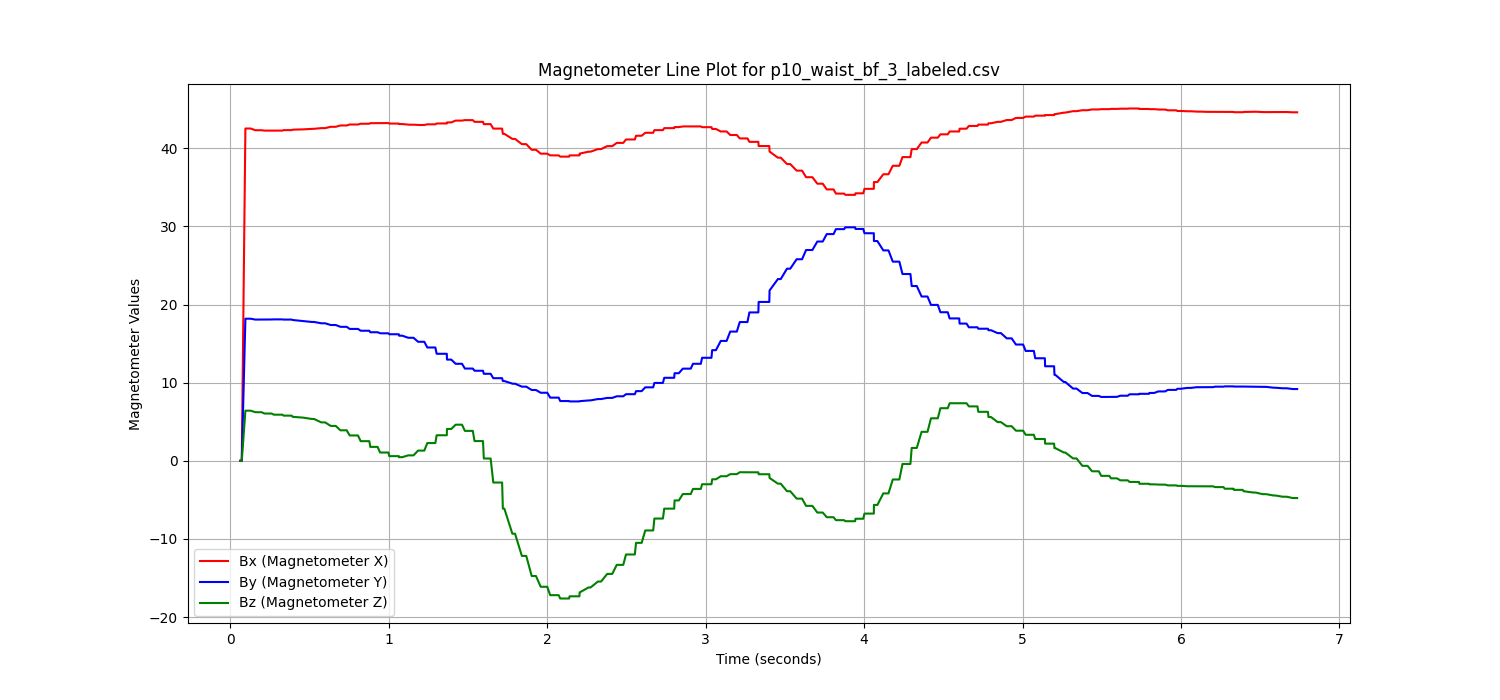 Magnetometer Line Plot for p10_waist_bf_3_labeled.csv
Magnetometer Values
40
30
20
10
0
−10
−20
Bx (Magnetometer X)
By (Magnetometer Y)
Bz (Magnetometer Z)
0 1 2 3 4 5 6 7
Time (seconds)